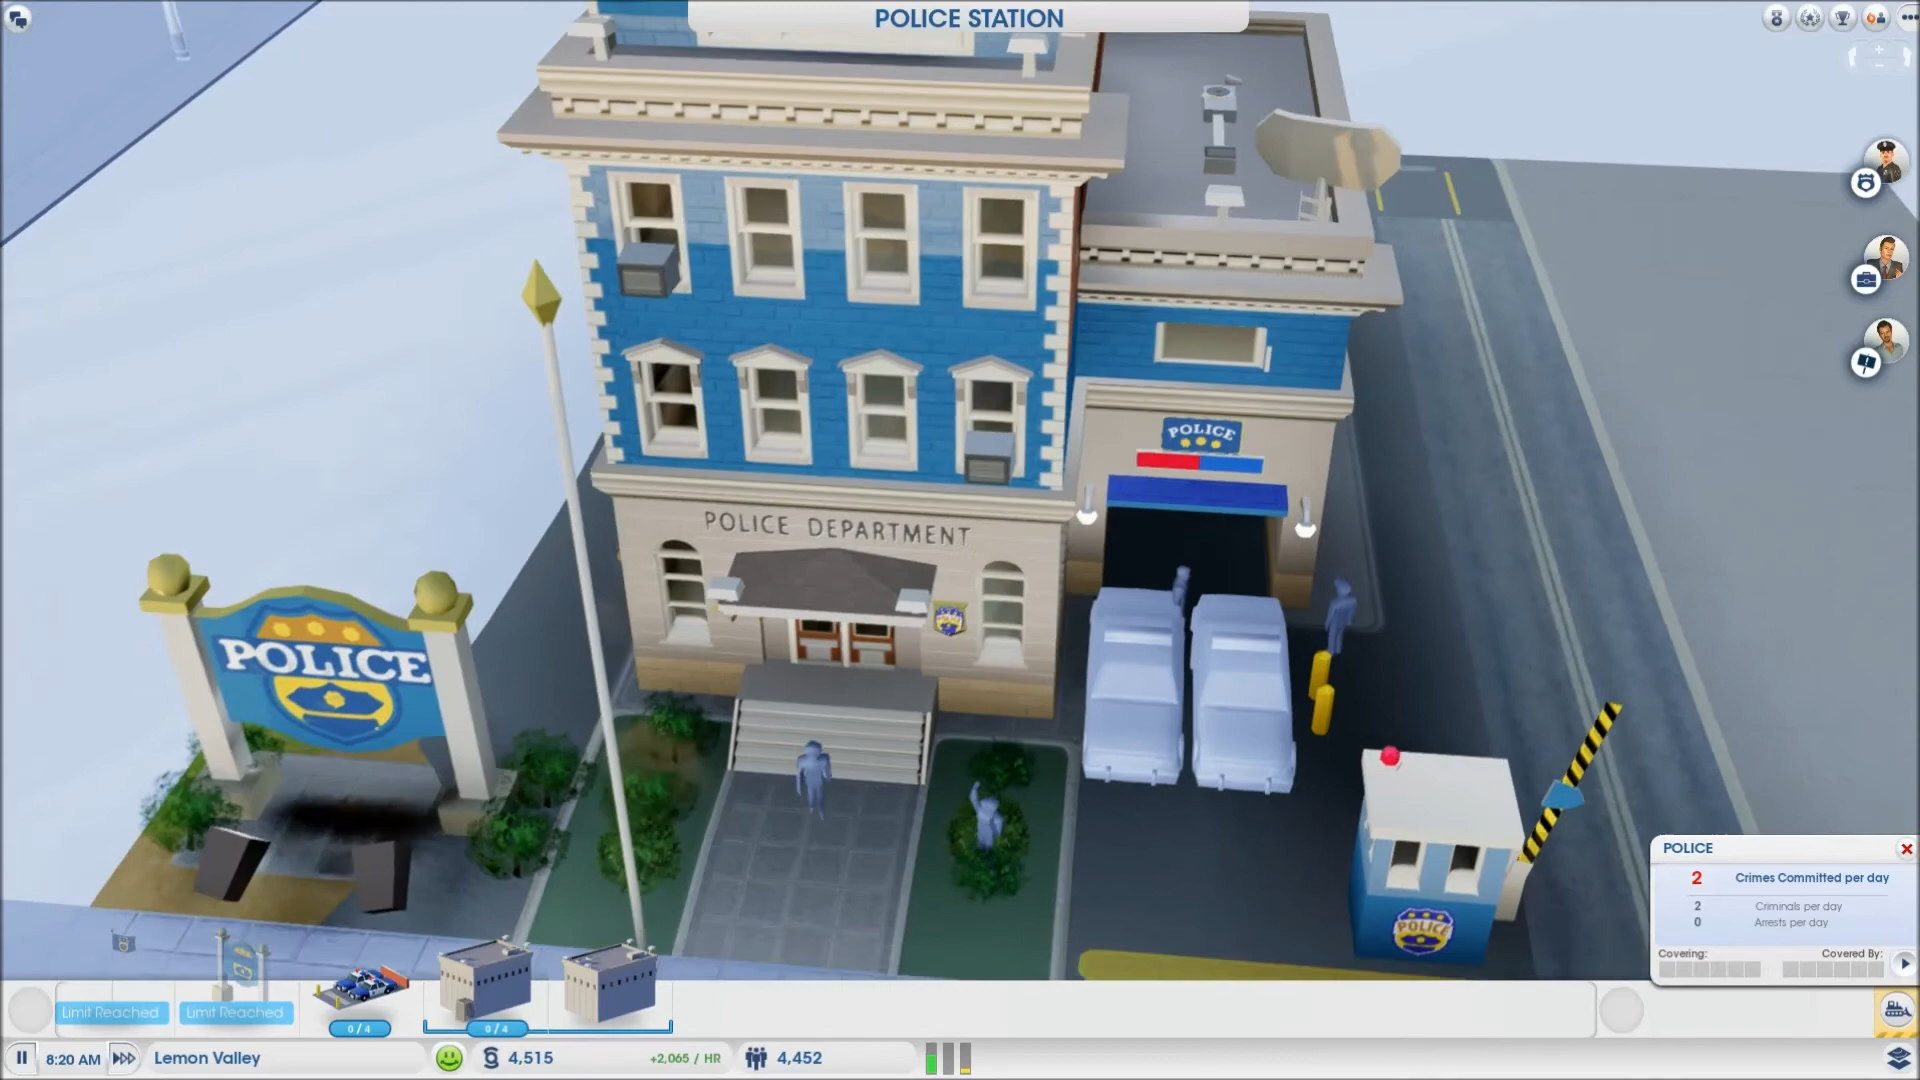 POLICE STATION
POLICE
POLICE DEPARTMENT
POLICE
POLICE
POLICE
2 Crimes Committed per day
2 Criminals per day
0 Arrests per day
Covering: Covered By:
POLICE
Limit Reached
Limit Reached
0 / 4
0 / 4
8:20 AM
Lemon Valley
4,515
+2,065 / HR
4,452